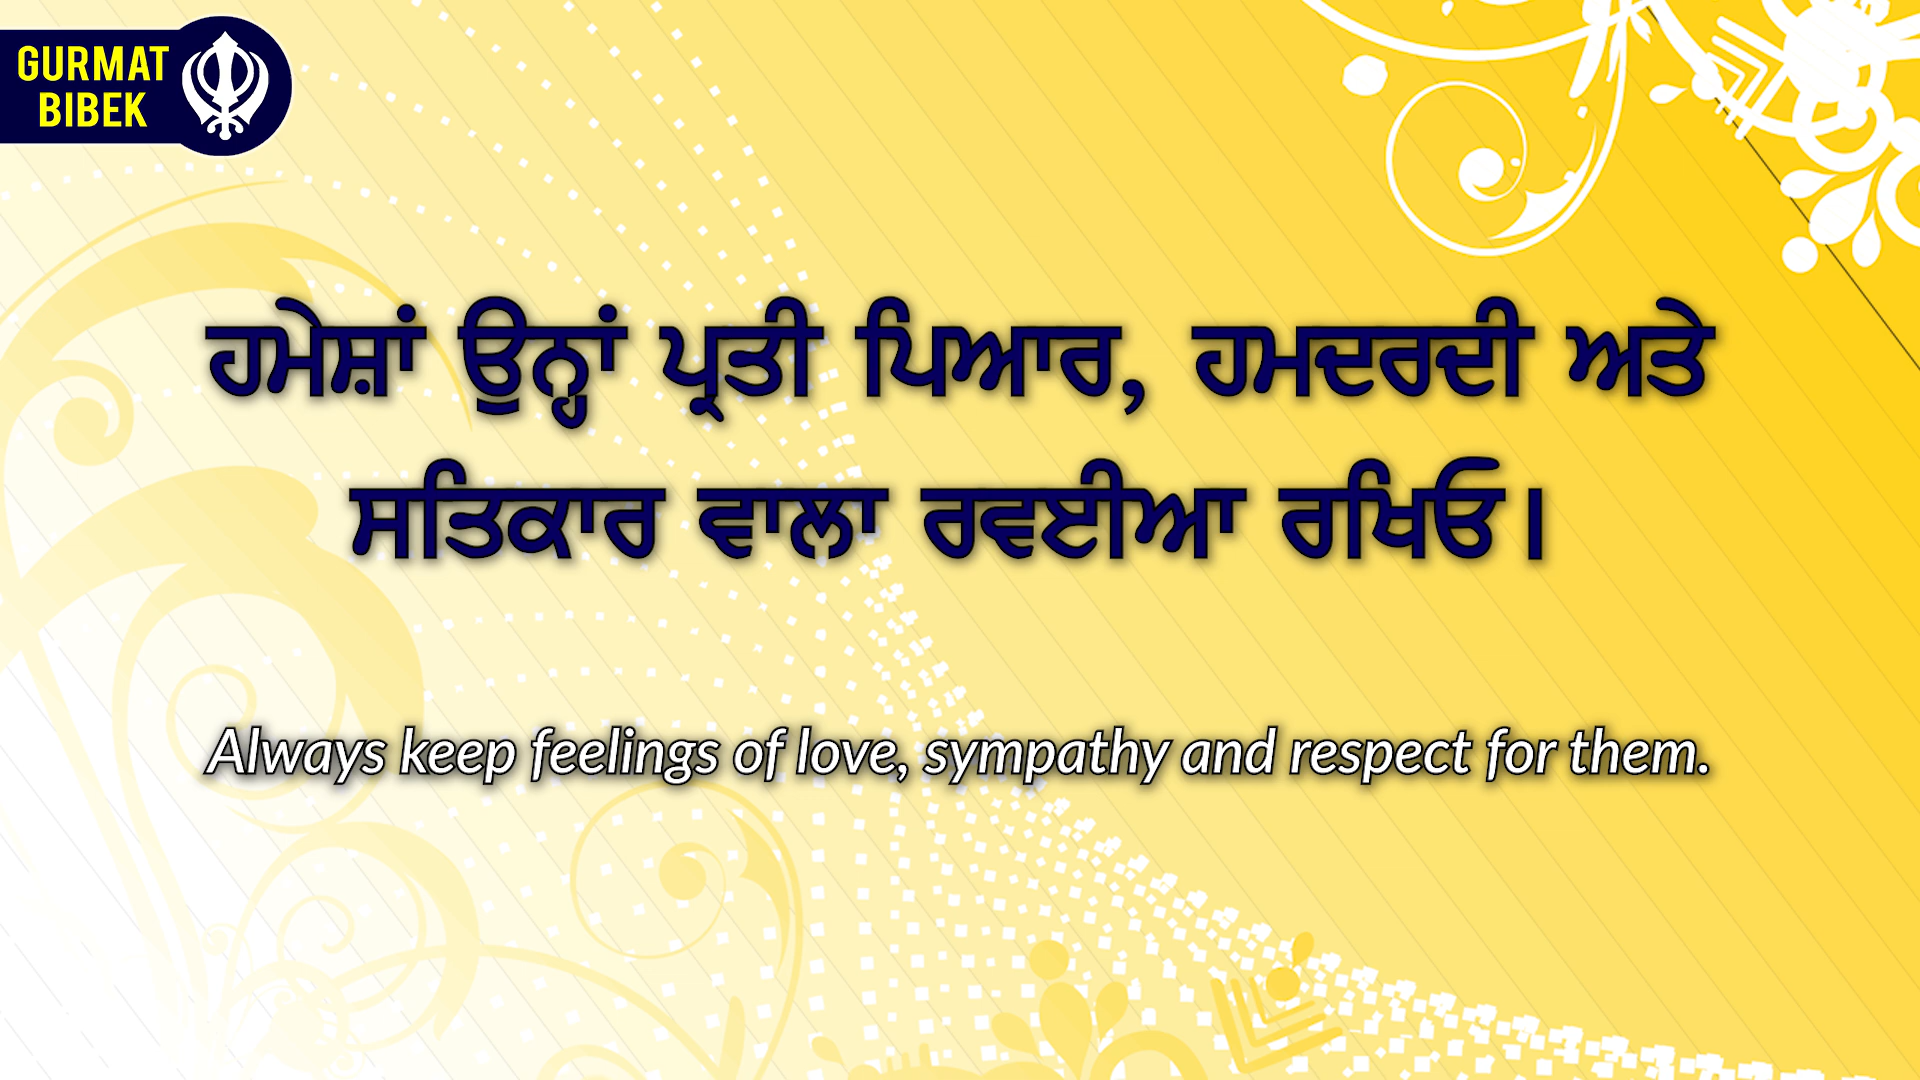 GURMAT
BIBEK
ਹਮੇਸ਼ਾਂ ਉਨ੍ਹਾਂ ਪ੍ਰਤੀ ਪਿਆਰ, ਹਮਦਰਦੀ ਅਤੇ
ਸਤਿਕਾਰ ਵਾਲਾ ਰਵਈਆ ਰਖਿਓ।
Always keep feelings of love, sympathy and respect for them.